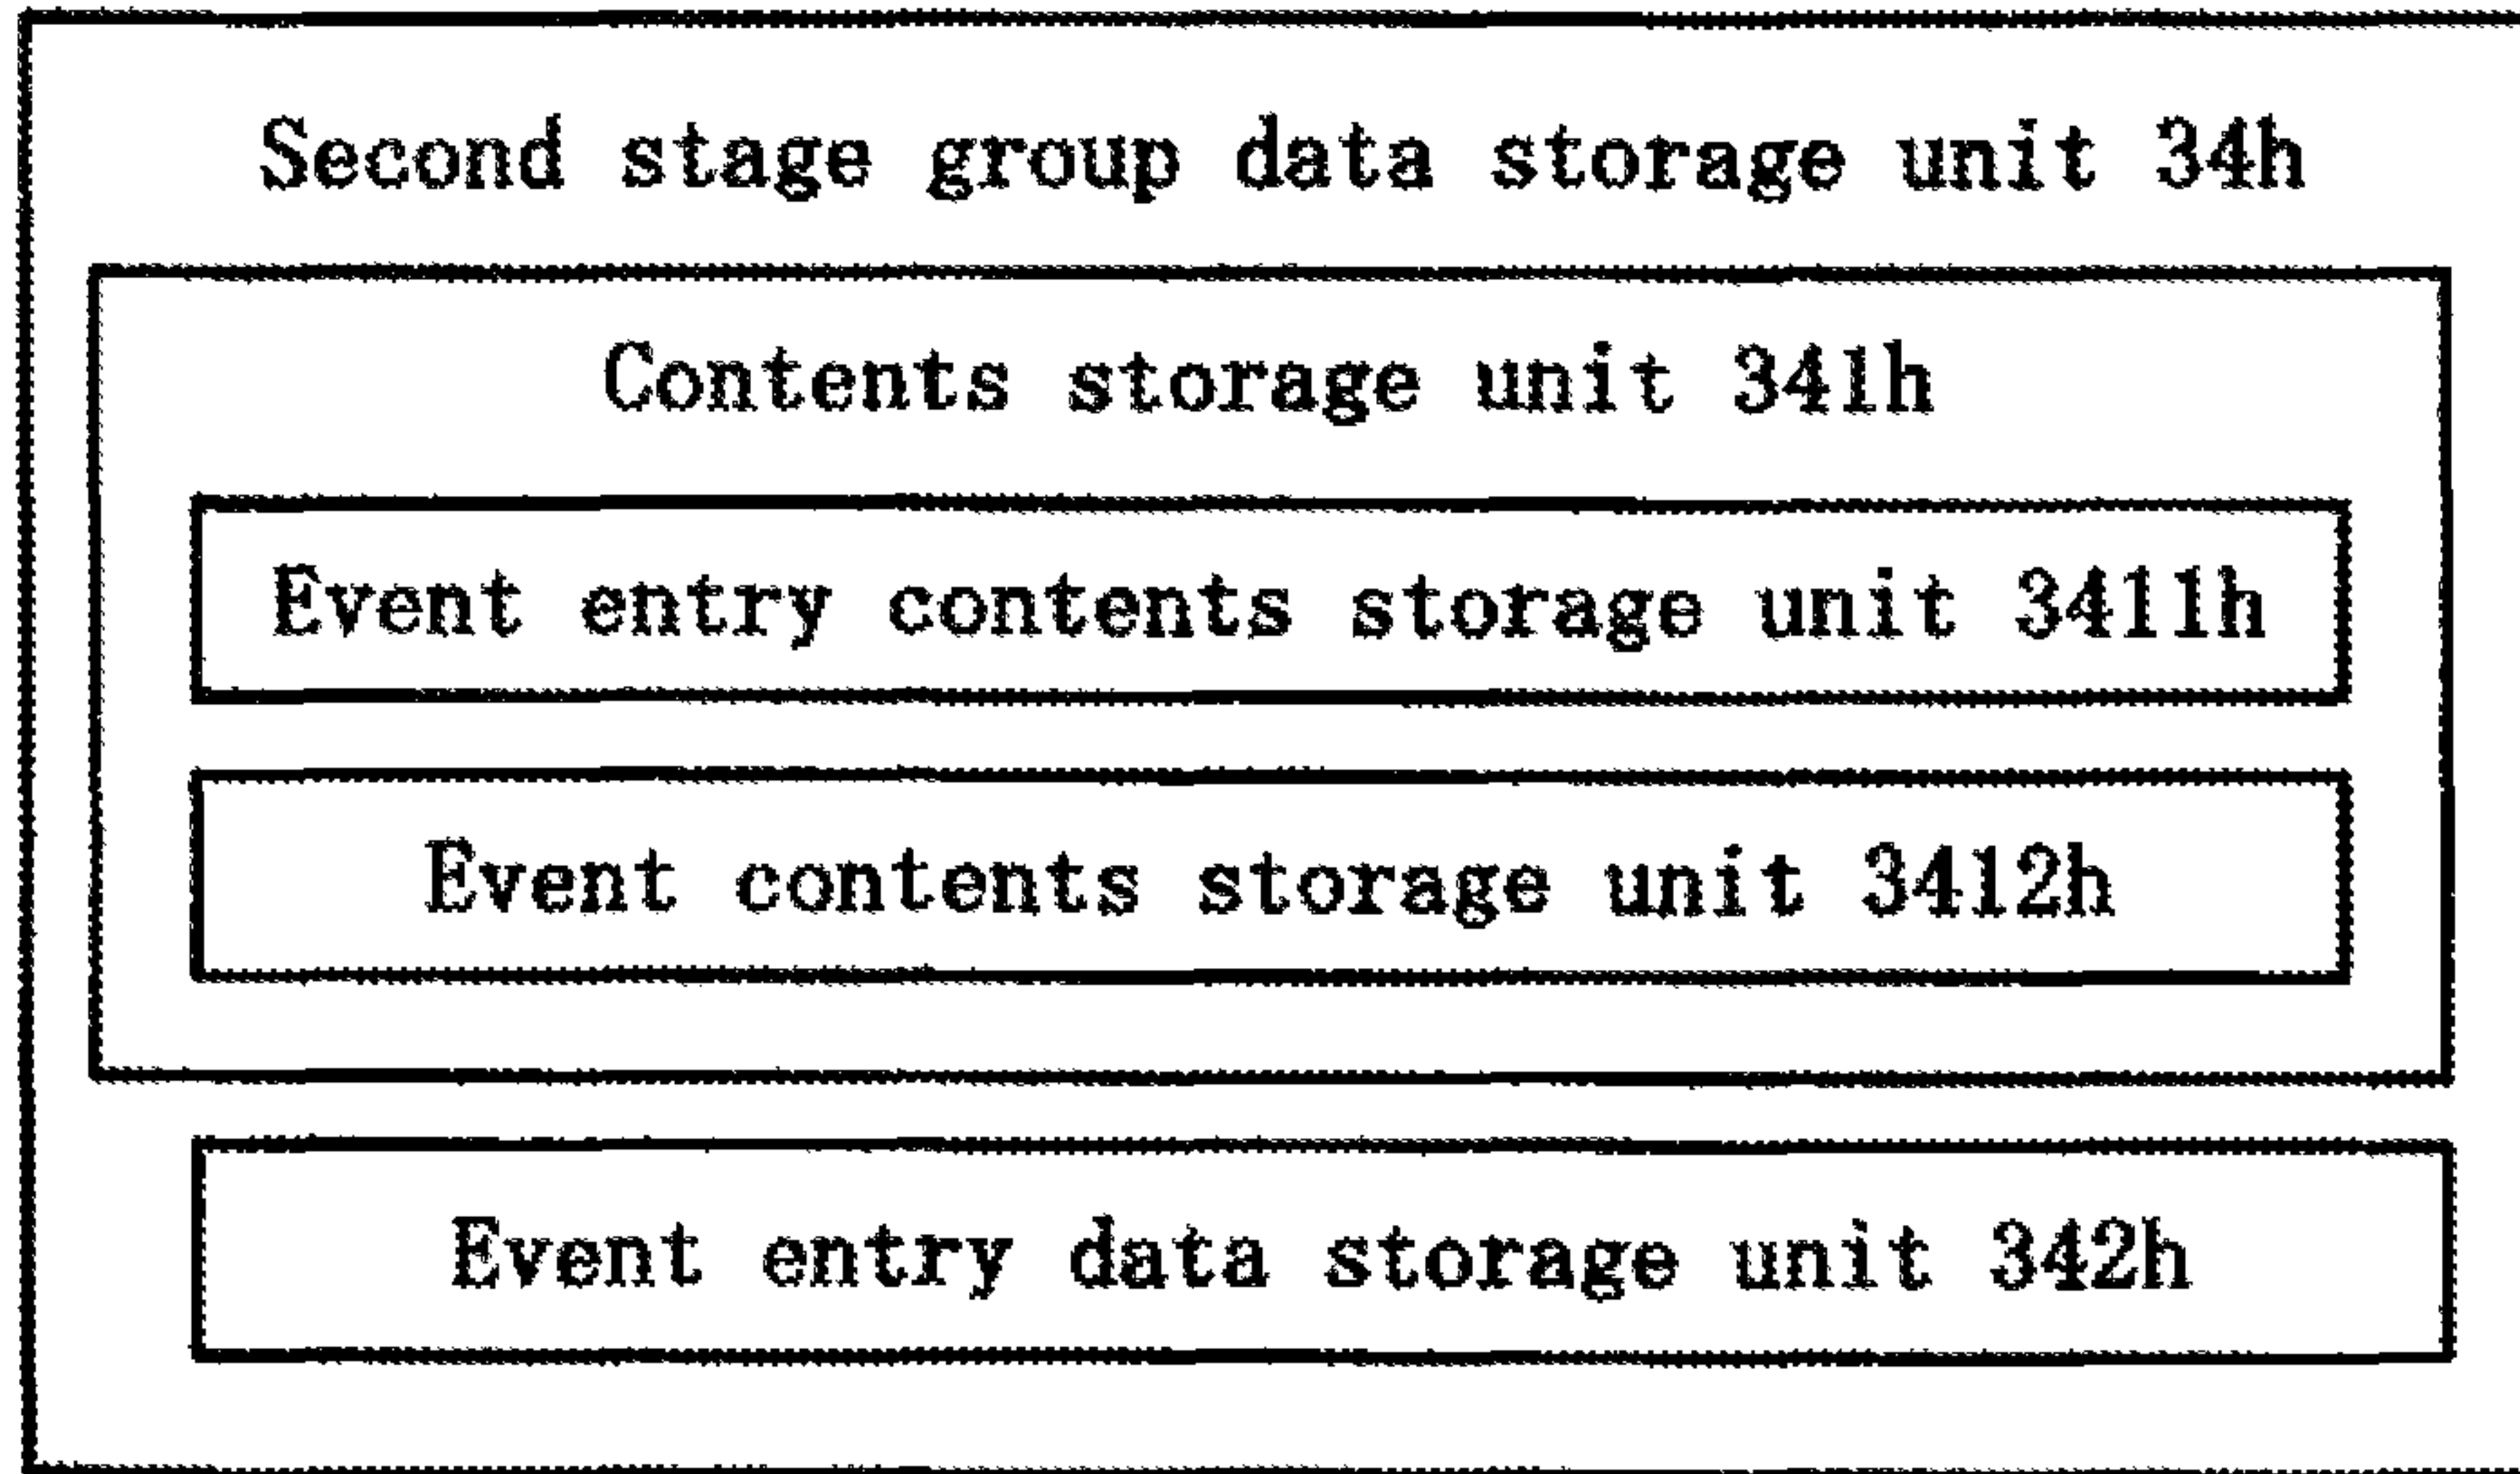 Second stage group data storage unit 34h
Contents storage unit 341h
Event entry contents storage unit 3411h
Event contents storage unit 3412h
Event entry data storage unit 342h